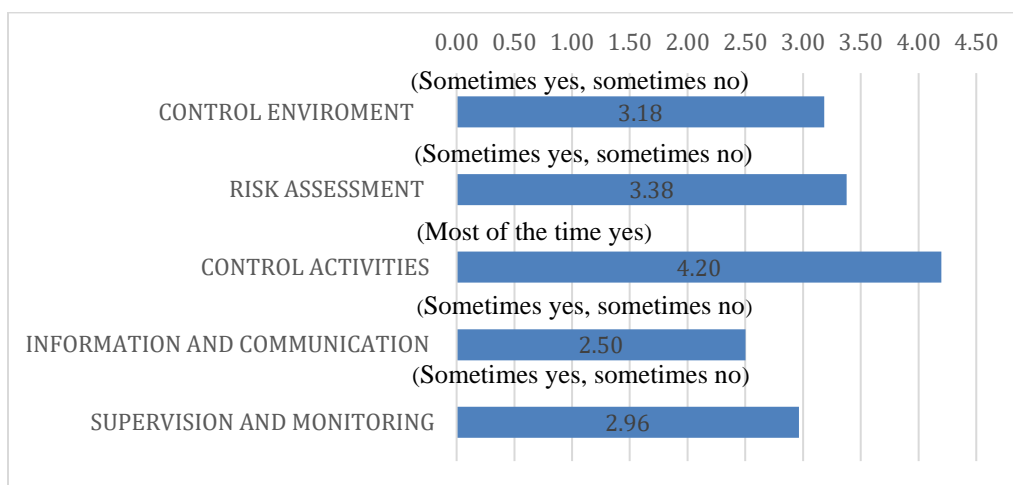 0.00 0.50 1.00 1.50 2.00 2.50 3.00 3.50 4.00 4.50
(Sometimes yes, sometimes no)
CONTROL ENVIROMENT 3.18
(Sometimes yes, sometimes no)
RISK ASSESSMENT 3.38
(Most of the time yes)
CONTROL ACTIVITIES 4.20
(Sometimes yes, sometimes no)
INFORMATION AND COMMUNICATION 2.50
(Sometimes yes, sometimes no)
SUPERVISION AND MONITORING 2.96